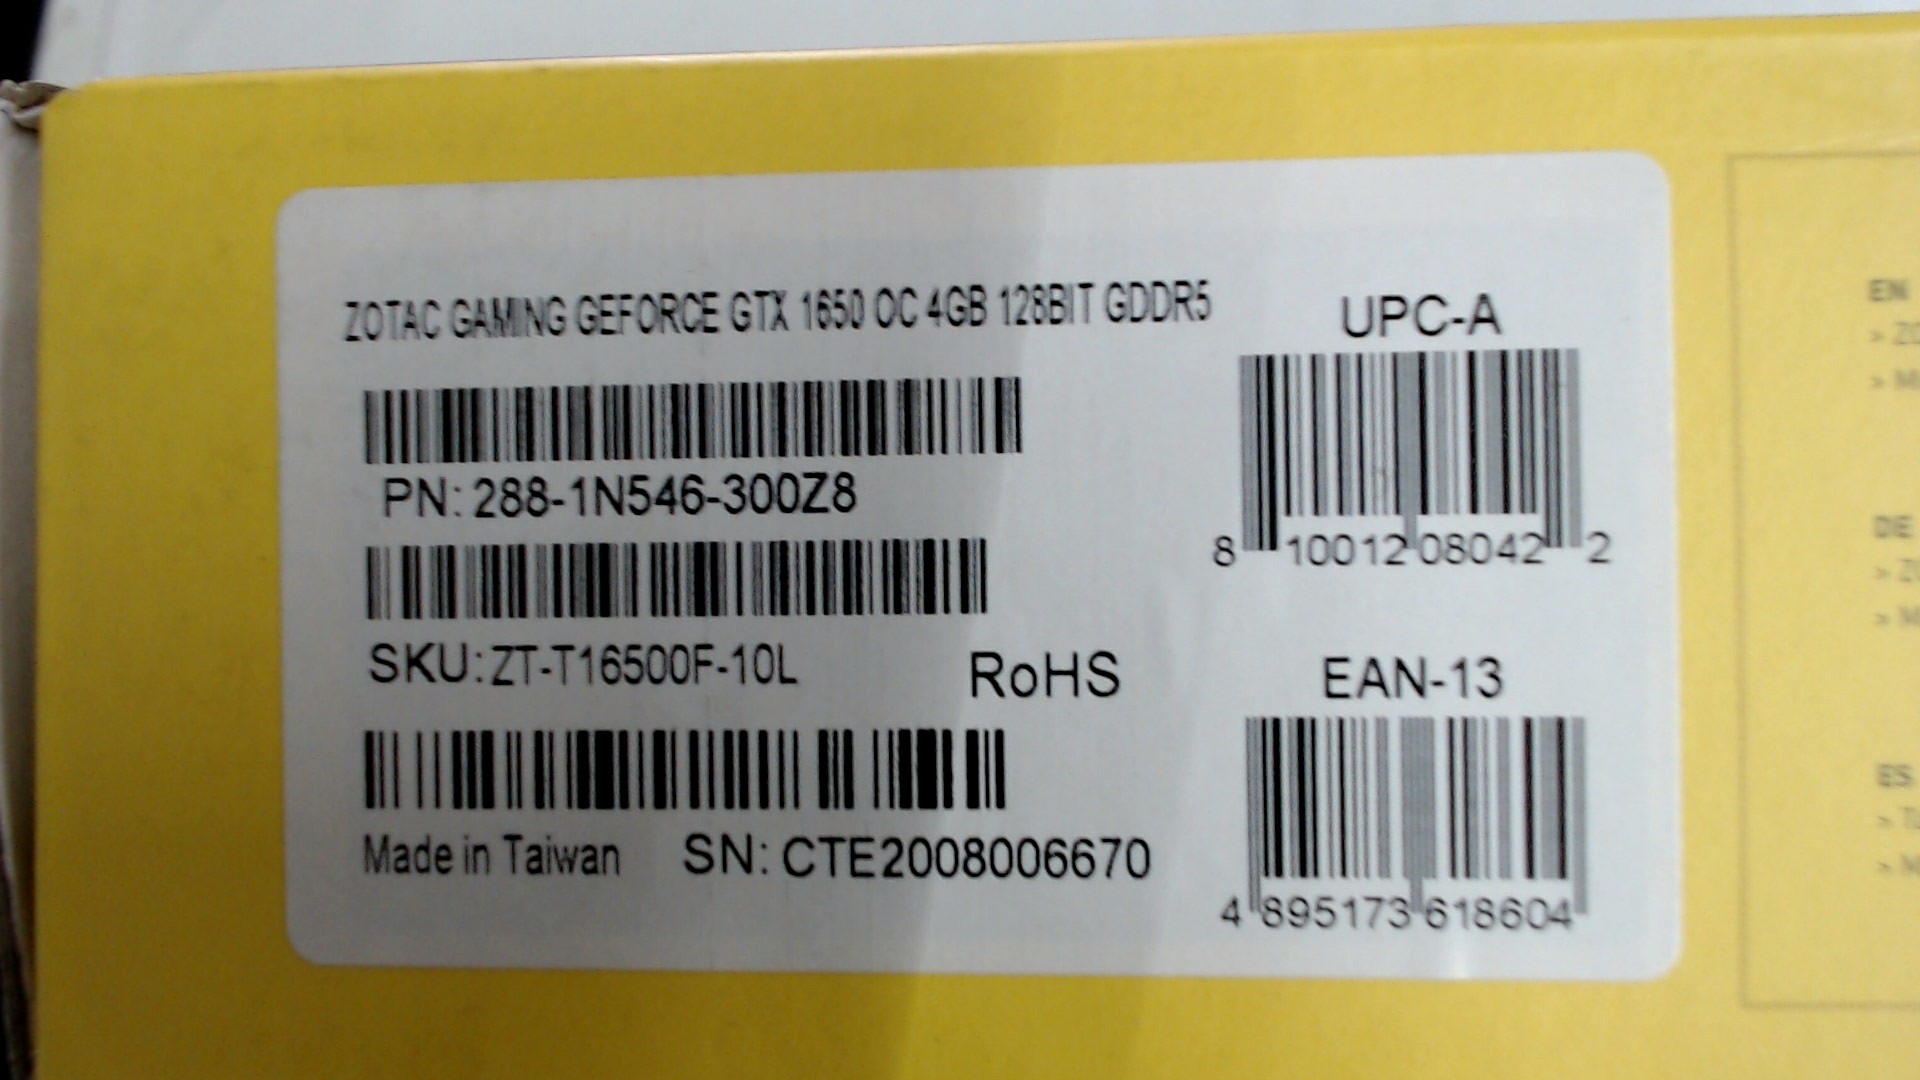 ZOTAC GAMING GEFORCE GTX 1650 OC 4GB 128BIT GDDR5
PN: 288-1N546-300Z8
SKU: ZT-T16500F-10L
RoHS
Made in Taiwan SN: CTE2008006670
UPC-A
8 10012 08042 2
EAN-13
4 895173 618604
EN
DE
ES